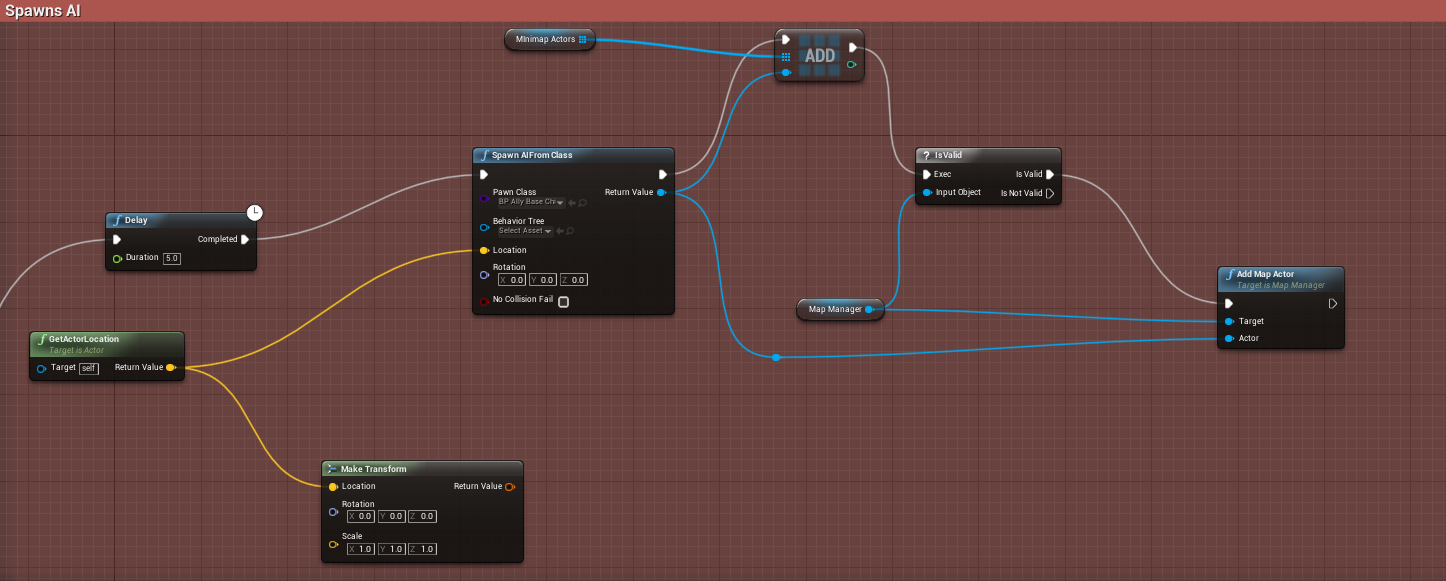 Spawns AI
MInimap Actors
ADD
Spawn AIFrom Class
Pawn Class
BP Ally Base Ch
Return Value
Behavior Tree
Select Asset
Location
Rotation
X 0.0 Y 0.0 Z 0.0
No Collision Fail
? IsValid
Exec Is Valid
Input Object Is Not Valid
f Delay
Completed
Duration 5.0
f Add Map Actor
Target is Map Manager
Target
Actor
Map Manager
f GetActorLocation
Target is Actor
Target self Return Value
Make Transform
Location Return Value
Rotation
X 0.0 Y 0.0 Z 0.0
Scale
X 1.0 Y 1.0 Z 1.0